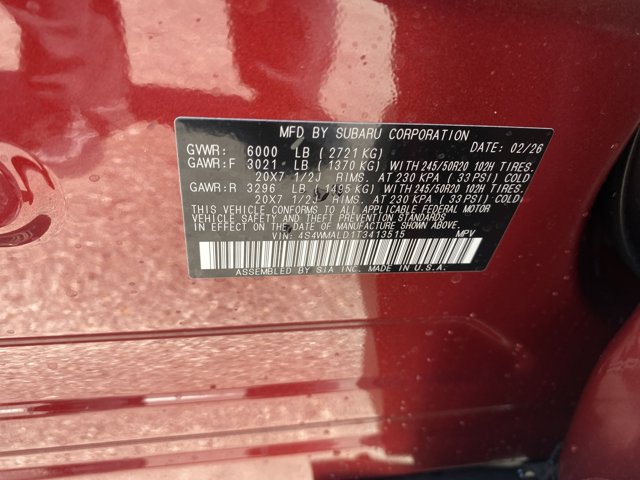 MFD BY SUBARU CORPORATION
GVWR: 6000 LB (2721KG) DATE: 02/26
GAWR:F 3021 LB (1370 KG) WITH 245/50R20 102H TIRES.
20X7 1/2J RIMS. AT 230 KPA (33 PSI) COLD
GAWR:R 3296 LB (1495 KG) WITH 245/50R20 102H TIRES.
20X7 1/2J RIMS. AT 230 KPA (33 PSI) COLD
THIS VEHICLE CONFORMS TO ALL APPLICABLE FEDERAL MOTOR
VEHICLE SAFETY AND THEFT PREVENTION STANDARDS
IN EFFECT ON THE DATE OF MANUFACTURE SHOWN ABOVE.
VIN: 4S4WMALD1T3413515 MPV
ASSEMBLED BY SIA INC. MADE IN U.S.A.